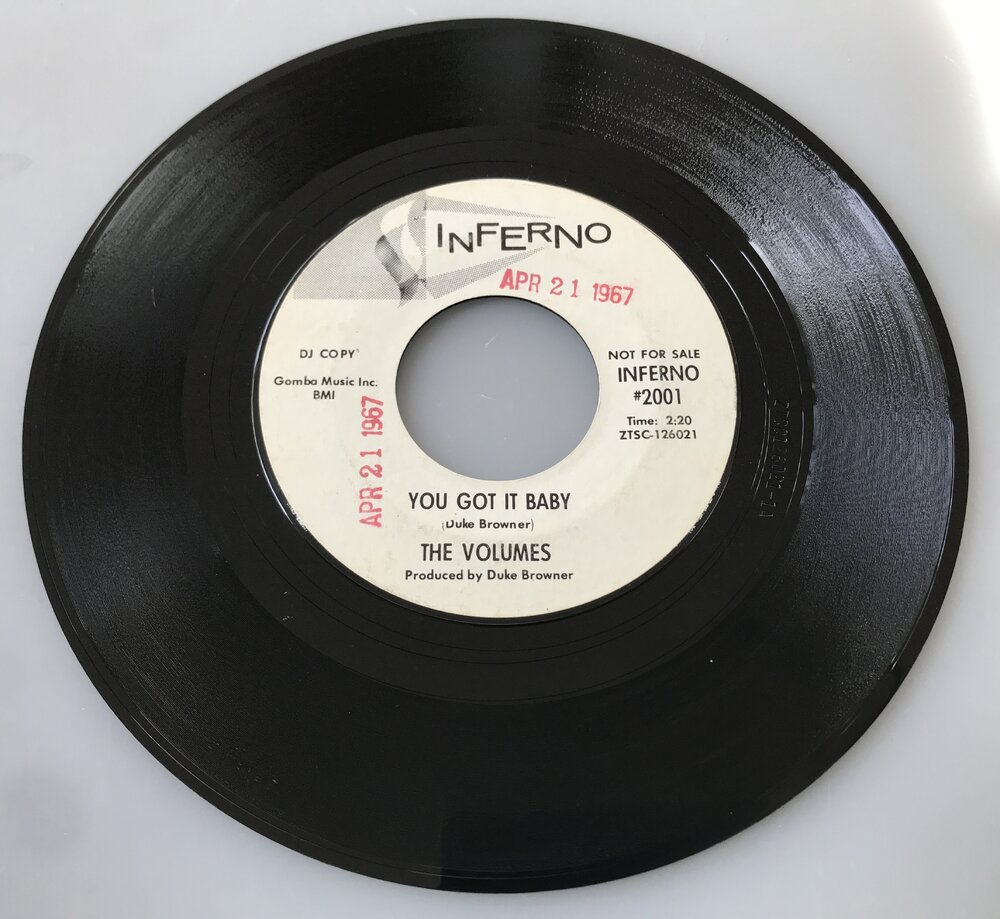 INFERNO
APR 21 1967
DJ COPY
Gomba Music Inc.
BMI
APR 21 1967
NOT FOR SALE
INFERNO
#2001
Time: 2:20
ZTSC-126021
YOU GOT IT BABY
(Duke Browner)
THE VOLUMES
Produced by Duke Browner